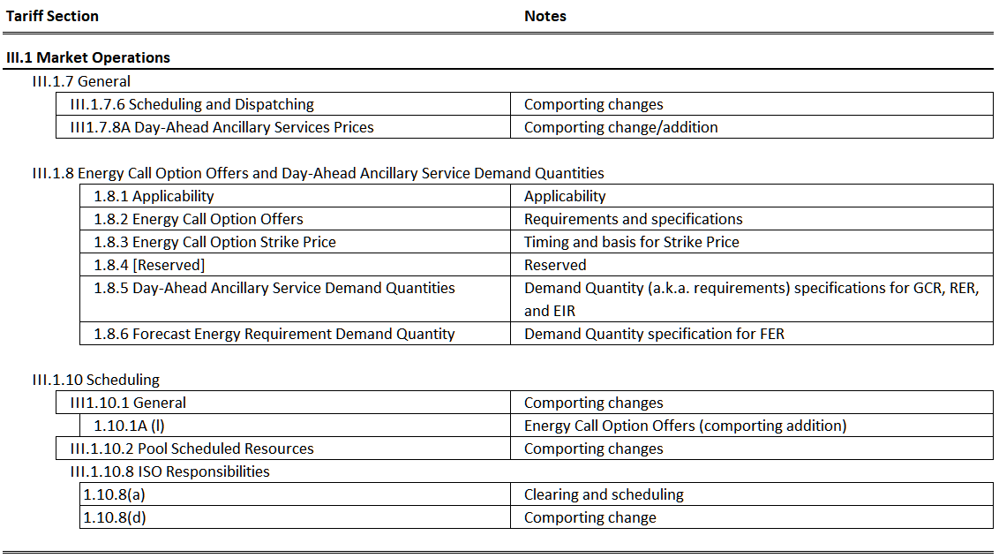 Tariff Section Notes
III.1 Market Operations
III.1.7 General
III.1.7.6 Scheduling and Dispatching Comporting changes
III1.7.8A Day-Ahead Ancillary Services Prices Comporting change/addition
III.1.8 Energy Call Option Offers and Day-Ahead Ancillary Service Demand Quantities
1.8.1 Applicability Applicability
1.8.2 Energy Call Option Offers Requirements and specifications
1.8.3 Energy Call Option Strike Price Timing and basis for Strike Price
1.8.4 [Reserved] Reserved
1.8.5 Day-Ahead Ancillary Service Demand Quantities Demand Quantity (a.k.a. requirements) specifications for GCR, RER,
and EIR
1.8.6 Forecast Energy Requirement Demand Quantity Demand Quantity specification for FER
III.1.10 Scheduling
III1.10.1 General Comporting changes
1.10.1A (l) Energy Call Option Offers (comporting addition)
III.1.10.2 Pool Scheduled Resources Comporting changes
III.1.10.8 ISO Responsibilities
1.10.8(a) Clearing and scheduling
1.10.8(d) Comporting change